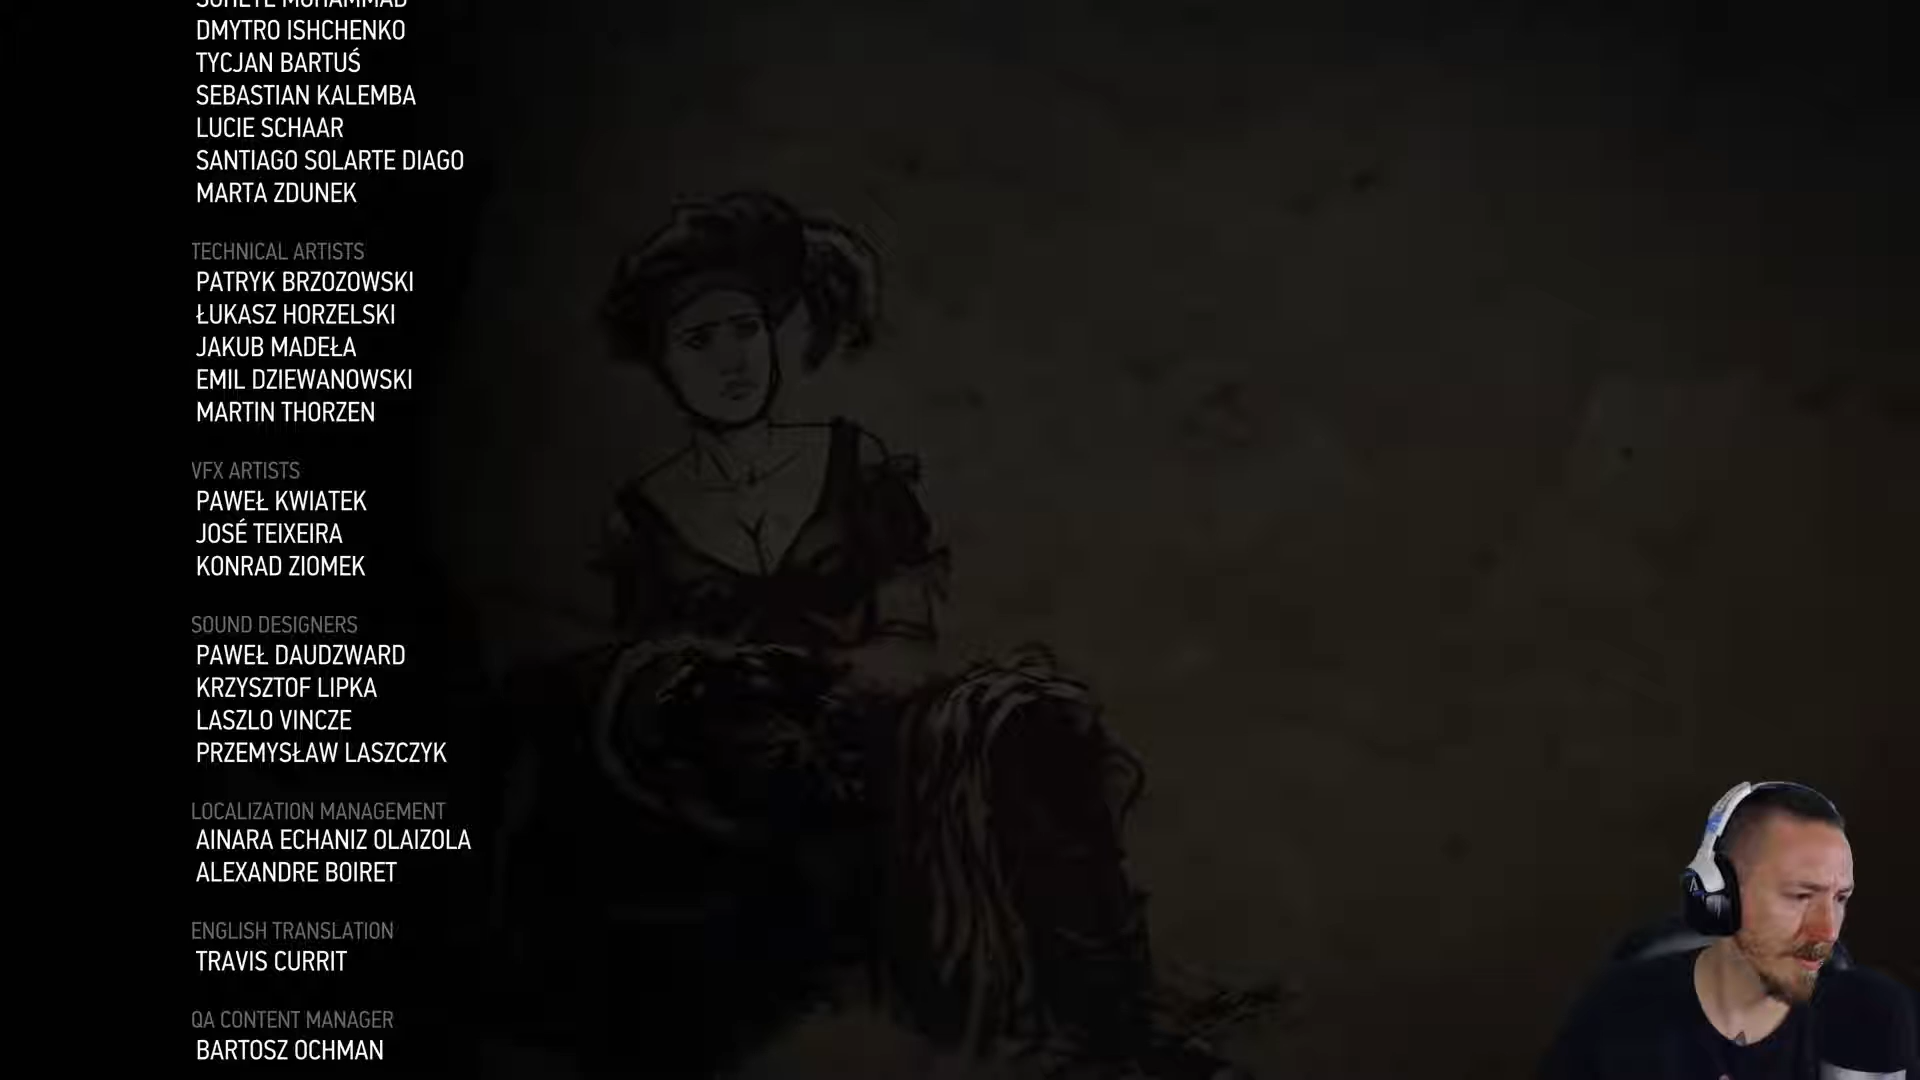 DMYTRO ISHCHENKO
TYCJAN BARTUŚ
SEBASTIAN KALEMBA
LUCIE SCHAAR
SANTIAGO SOLARTE DIAGO
MARTA ZDUNEK
TECHNICAL ARTISTS
PATRYK BRZOZOWSKI
ŁUKASZ HORZELSKI
JAKUB MADEŁA
EMIL DZIEWANOWSKI
MARTIN THORZEN
VFX ARTISTS
PAWEŁ KWIATEK
JOSÉ TEIXEIRA
KONRAD ZIOMEK
SOUND DESIGNERS
PAWEŁ DAUDZWARD
KRZYSZTOF LIPKA
LASZLO VINCZE
PRZEMYSŁAW LASZCZYK
LOCALIZATION MANAGEMENT
AINARA ECHANIZ OLAIZOLA
ALEXANDRE BOIRET
ENGLISH TRANSLATION
TRAVIS CURRIT
QA CONTENT MANAGER
BARTOSZ OCHMAN